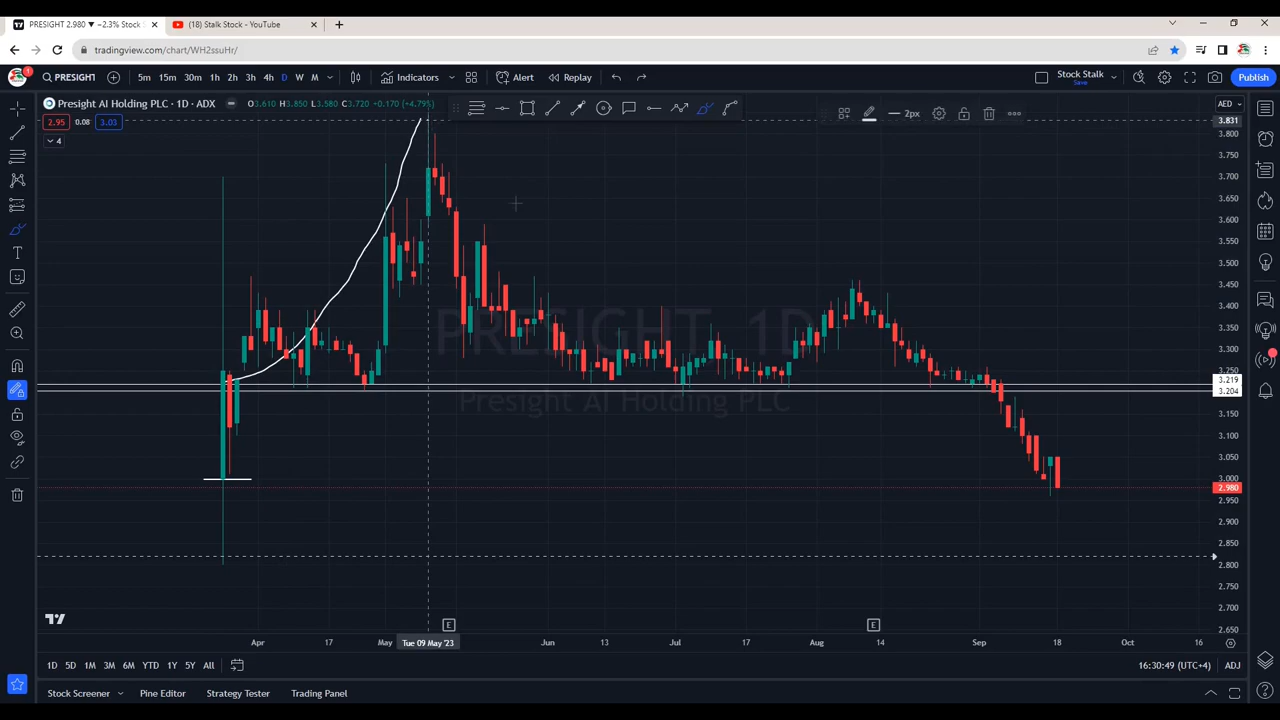 PRESIGHT 2.980 ▼ −2.3% Stock S
(18) Stalk Stock - YouTube
tradingview.com/chart/WH2ssuHr/
1
PRESIGHT
5m 15m 30m 1h 2h 3h 4h D W M
Indicators
Alert
Replay
Stock Stalk
Save
Publish
Presight AI Holding PLC · 1D · ADX
O3.610 H3.850 L3.580 C3.720 +0.170 (+4.79%)
2px
AED
2.95 0.08 3.03
4
3.831
3.800
3.750
3.700
3.650
3.600
3.550
3.500
3.450
3.400
3.350
3.300
3.250
3.219
3.204
3.150
3.100
3.050
3.000
2.980
2.950
2.900
2.850
2.800
2.750
2.700
2.650
PRESIGHT, 1D
Presight AI Holding PLC
E E
Apr 17 May Tue 09 May '23 Jun 13 Jul 17 Aug 14 Sep 18 Oct 16
1D 5D 1M 3M 6M YTD 1Y 5Y All
16:30:49 (UTC+4) ADJ
Stock Screener Pine Editor Strategy Tester Trading Panel